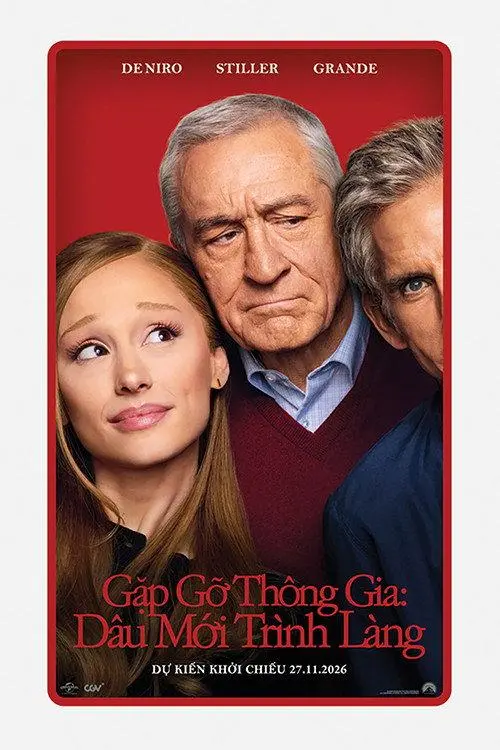 DE NIRO STILLER GRANDE
Gặp Gỡ Thông Gia:
Dâu Mới Trình Làng
DỰ KIẾN KHỞI CHIẾU 27.11.2026
CGV